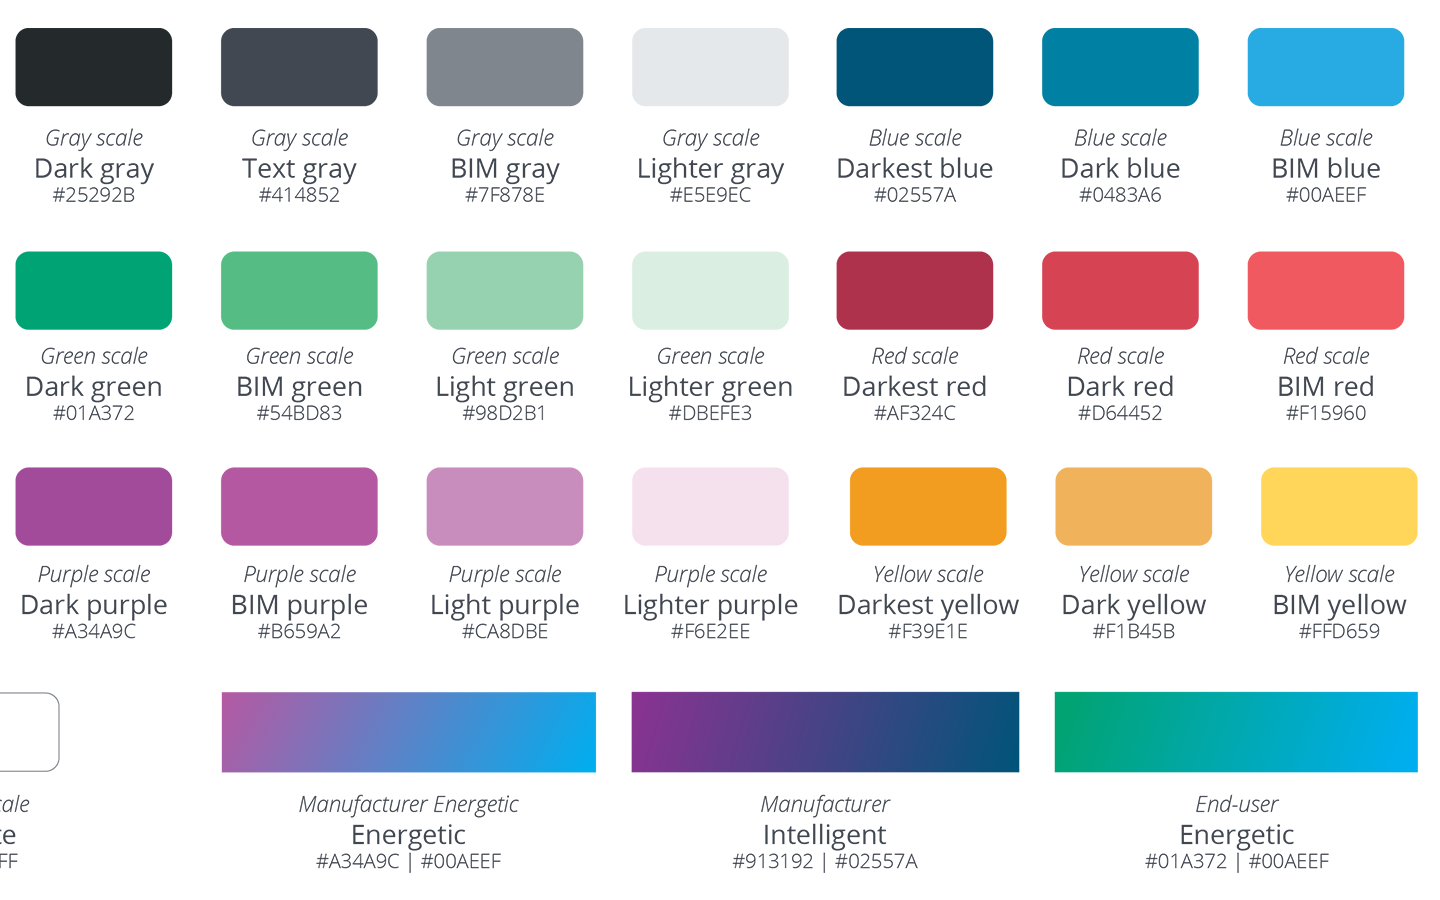 Gray scale
Dark gray
#25292B
Gray scale
Text gray
#414852
Gray scale
BIM gray
#7F878E
Gray scale
Lighter gray
#E5E9EC
Blue scale
Darkest blue
#02557A
Blue scale
Dark blue
#0483A6
Blue scale
BIM blue
#00AEEF
Green scale
Dark green
#01A372
Green scale
BIM green
#54BD83
Green scale
Light green
#98D2B1
Green scale
Lighter green
#DBEFE3
Red scale
Darkest red
#AF324C
Red scale
Dark red
#D64452
Red scale
BIM red
#F15960
Purple scale
Dark purple
#A34A9C
Purple scale
BIM purple
#B659A2
Purple scale
Light purple
#CA8DBE
Purple scale
Lighter purple
#F6E2EE
Yellow scale
Darkest yellow
#F39E1E
Yellow scale
Dark yellow
#F1B45B
Yellow scale
BIM yellow
#FFD659
ale
te
FF
Manufacturer Energetic
Energetic
#A34A9C | #00AEEF
Manufacturer
Intelligent
#913192 | #02557A
End-user
Energetic
#01A372 | #00AEEF